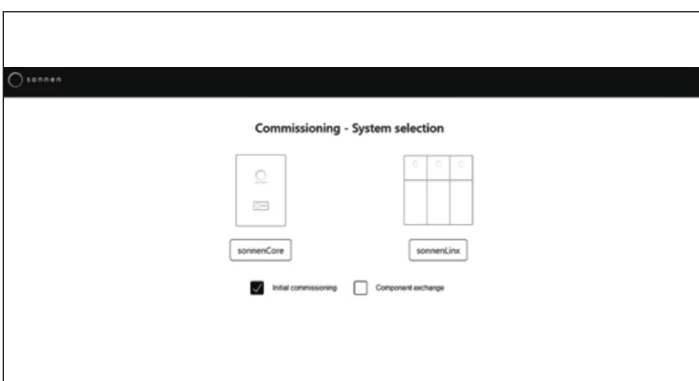 sonnen
Commissioning - System selection
sonnenCore
sonnenLinx
Initial commissioning
Component exchange